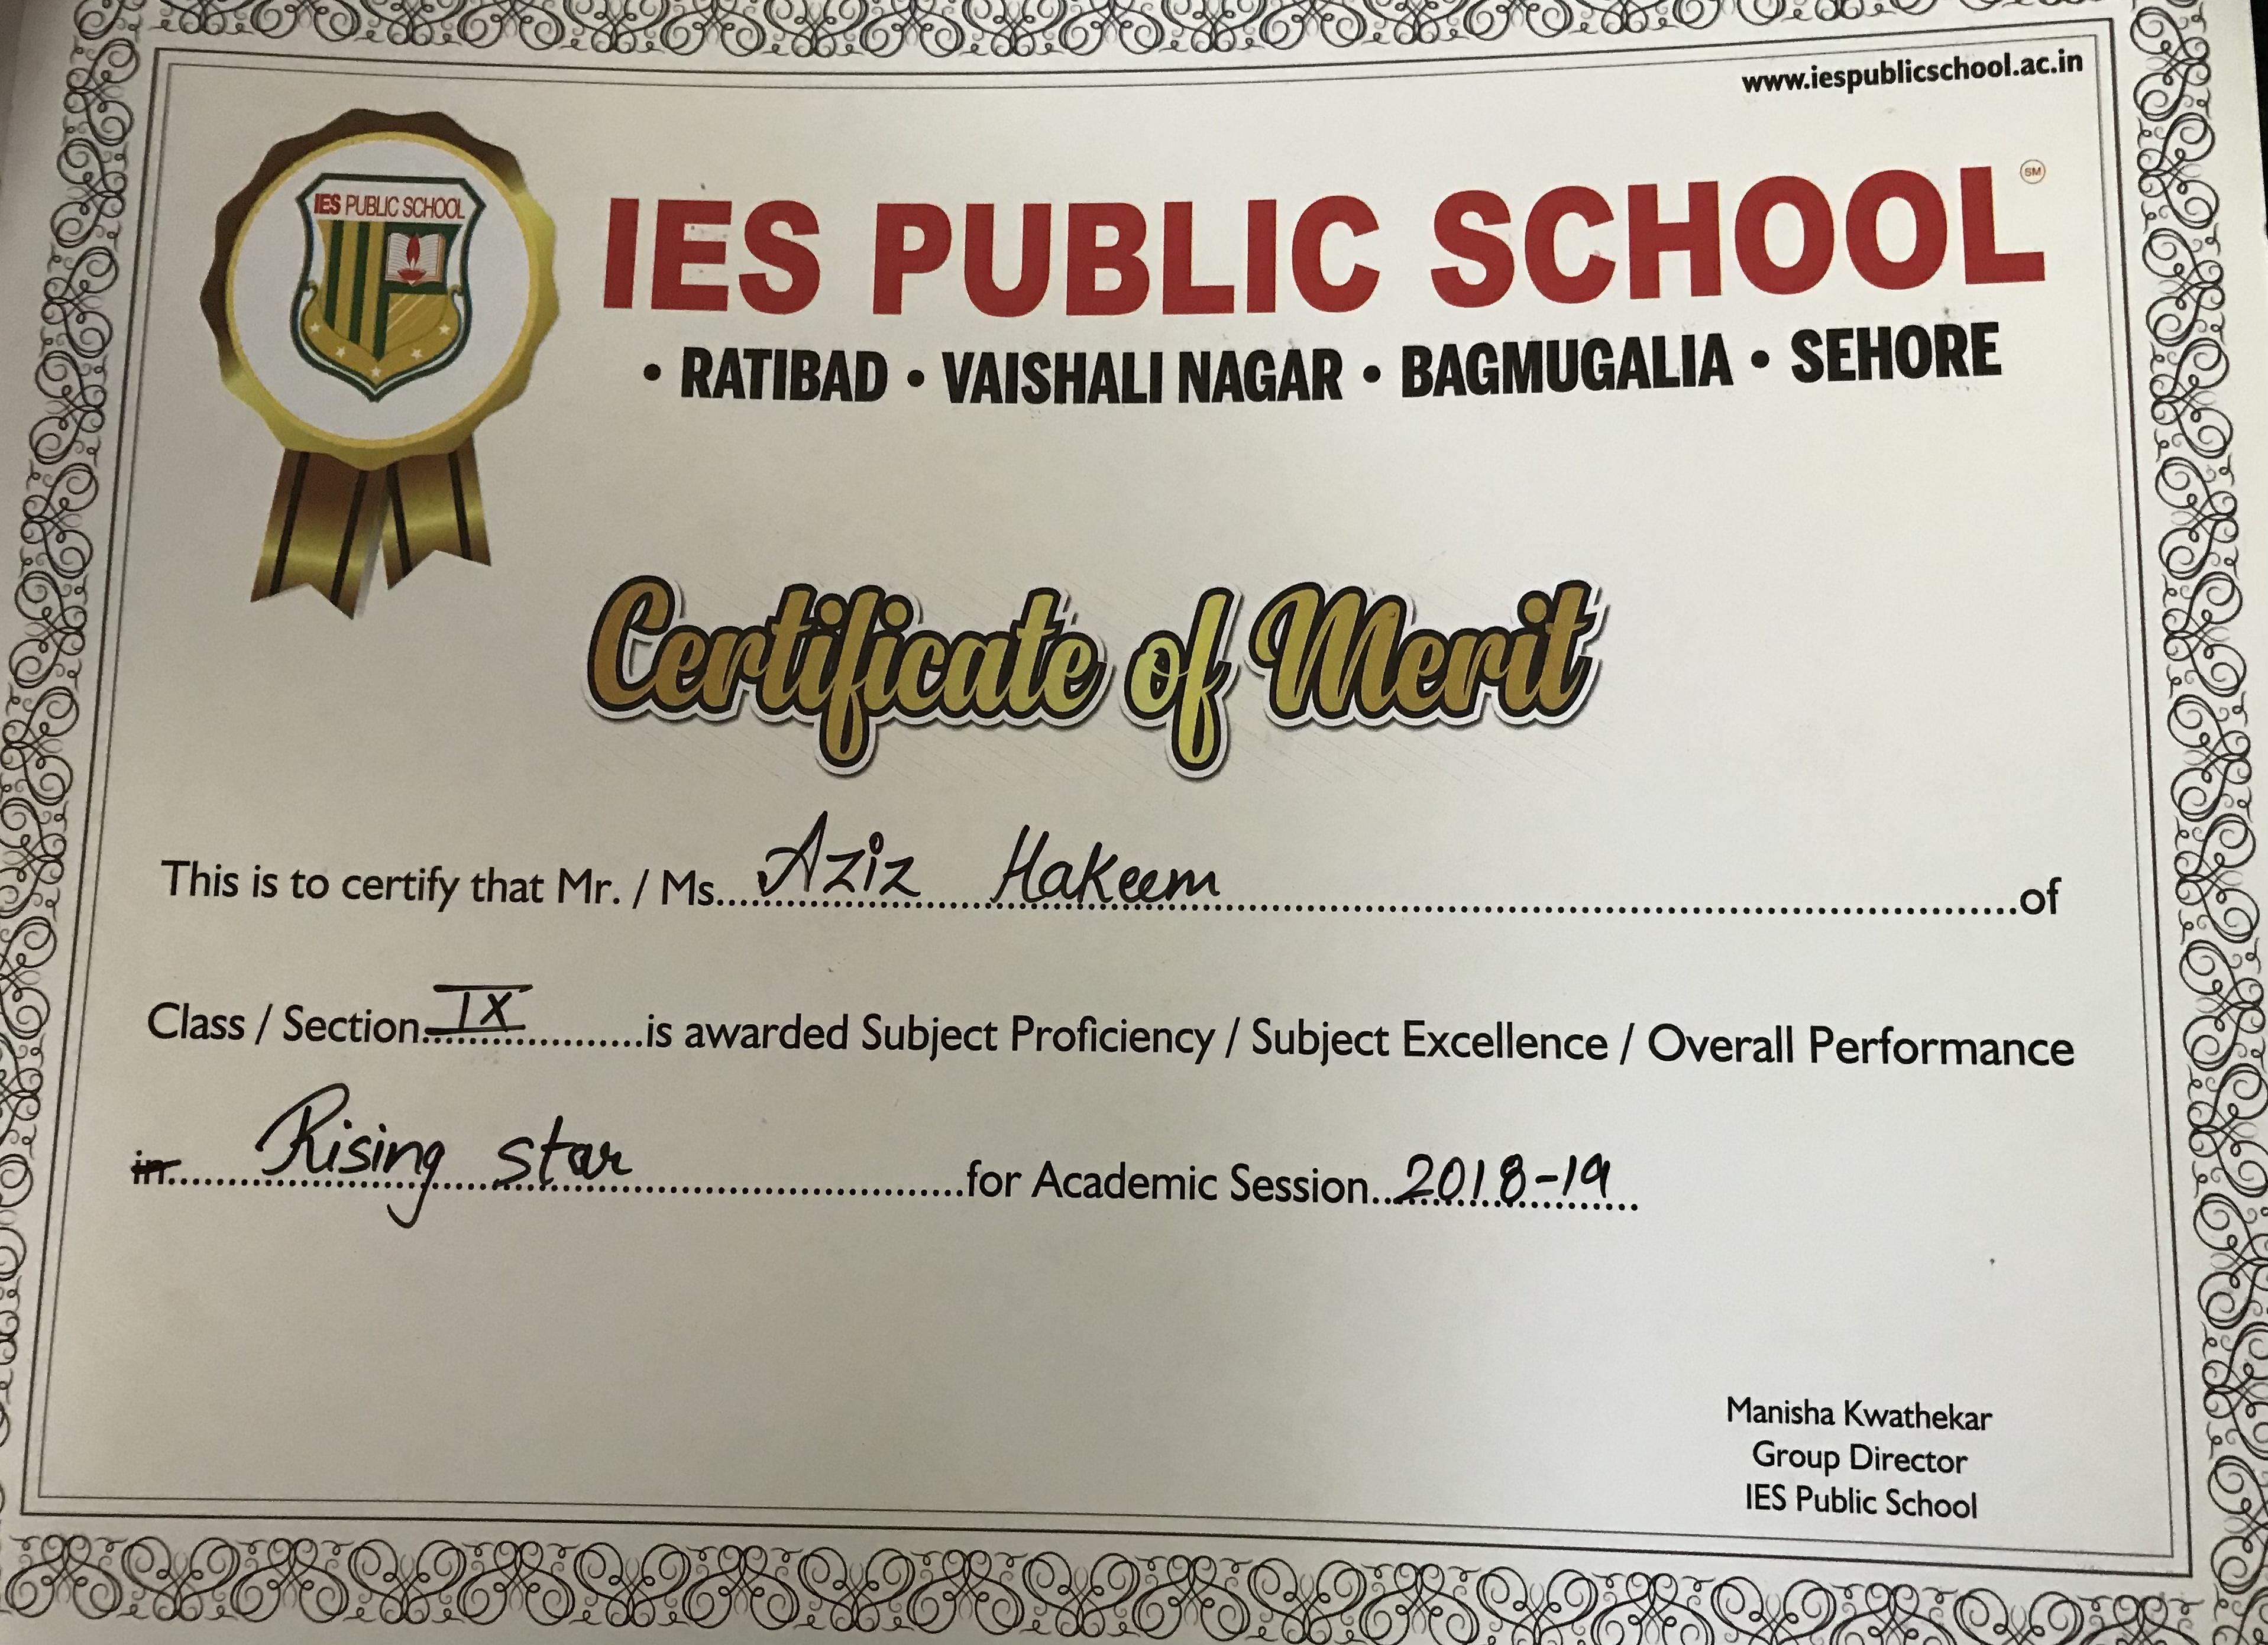 www.iespublicschool.ac.in
IES PUBLIC SCHOOL
IES PUBLIC SCHOOL SM
• RATIBAD • VAISHALI NAGAR • BAGMUGALIA • SEHORE
Certificate of Merit
This is to certify that Mr. / Ms. Aziz Hakeem of
Class / Section IX is awarded Subject Proficiency / Subject Excellence / Overall Performance
in Rising star for Academic Session 2018-19
Manisha Kwathekar
Group Director
IES Public School